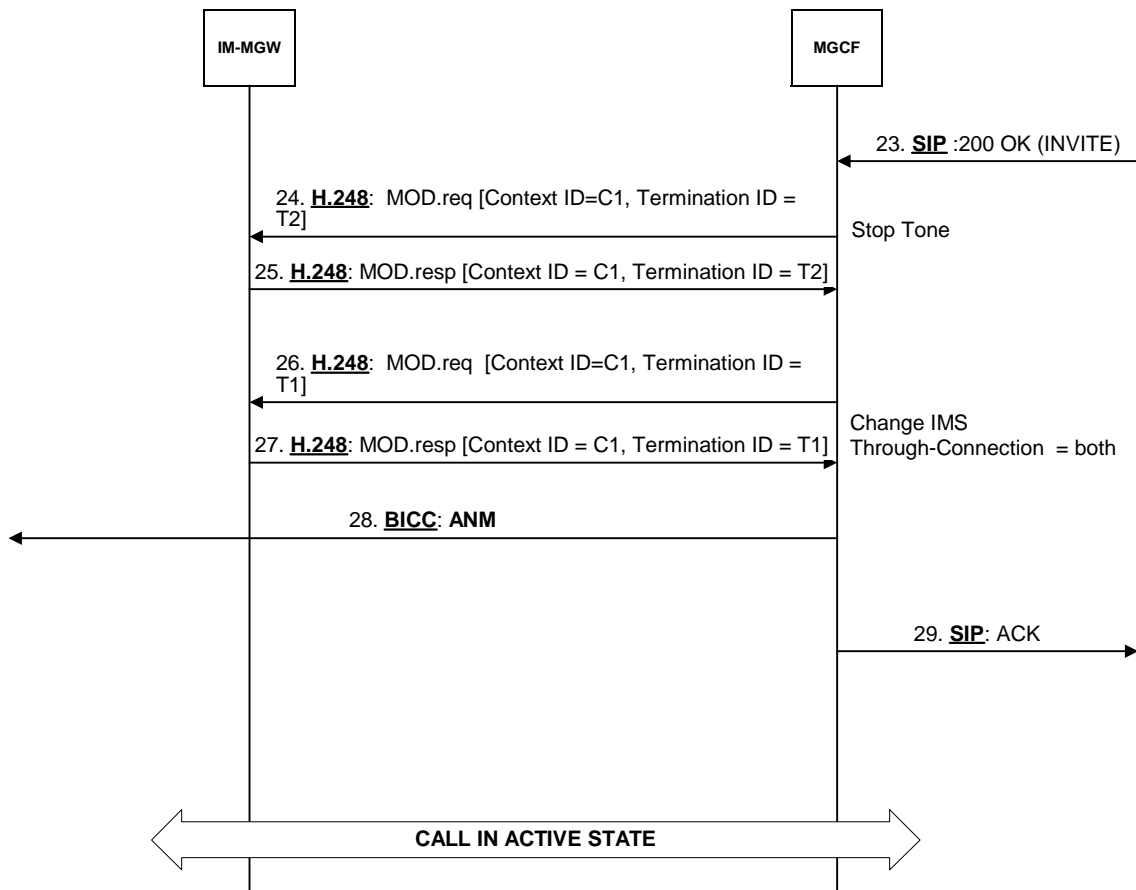 IM-MGW
MGCF
23. SIP :200 OK (INVITE)
24. H.248: MOD.req [Context ID=C1, Termination ID =
T2]
Stop Tone
25. H.248: MOD.resp [Context ID = C1, Termination ID = T2]
26. H.248: MOD.req [Context ID=C1, Termination ID =
T1]
Change IMS
Through-Connection = both
27. H.248: MOD.resp [Context ID = C1, Termination ID = T1]
28. BICC: ANM
29. SIP: ACK
CALL IN ACTIVE STATE